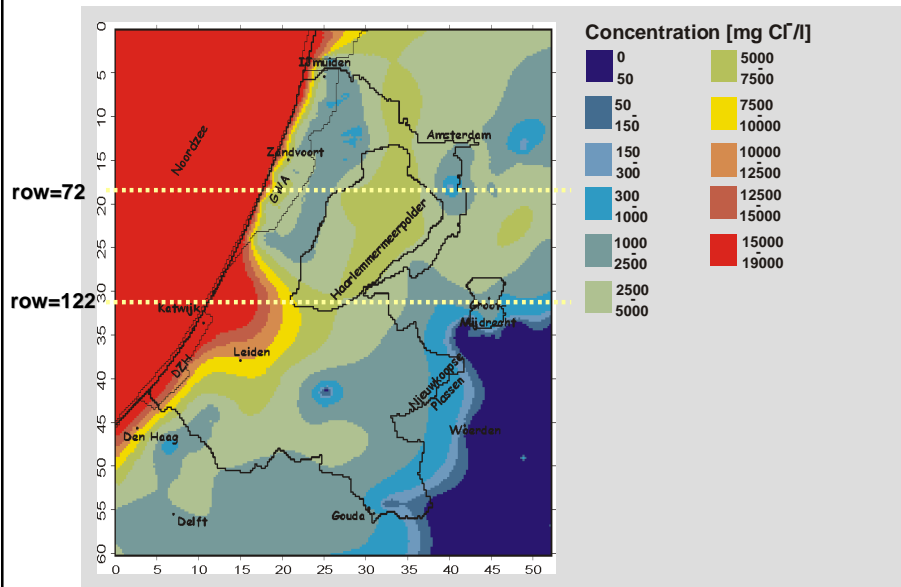 Concentration [mg Cl⁻/l]
0
50
50
-
150
150
-
300
300
-
1000
1000
-
2500
2500
-
5000
5000
-
7500
7500
-
10000
10000
-
12500
12500
-
15000
15000
-
19000
row=72
row=122
0
5
10
15
20
25
30
35
40
45
50
55
60
IJmuiden
Noordzee
Amsterdam
Zandvoort
GWA
Haarlemmermeerpolder
Katwijk
Groot
Mijdrecht
DZH
Leiden
Nieuwkoopse
Plassen
Den Haag
Woerden
Gouda
Delft
0 5 10 15 20 25 30 35 40 45 50